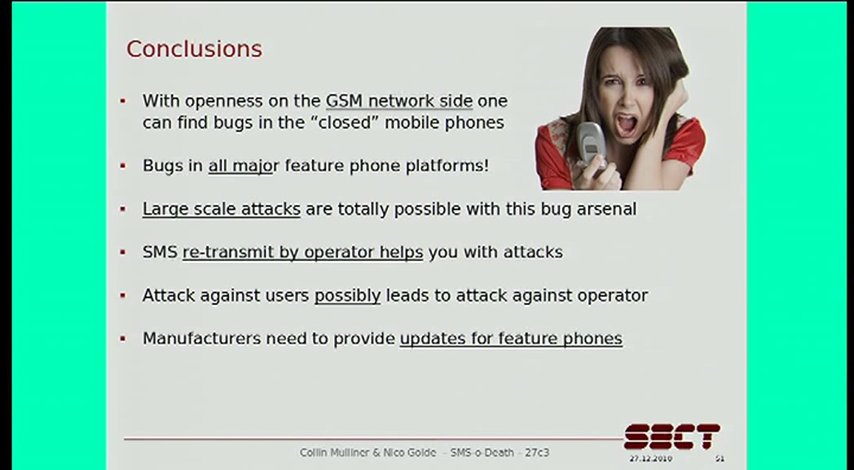 Conclusions
With openness on the GSM network side one
can find bugs in the “closed” mobile phones
Bugs in all major feature phone platforms!
Large scale attacks are totally possible with this bug arsenal
SMS re-transmit by operator helps you with attacks
Attack against users possibly leads to attack against operator
Manufacturers need to provide updates for feature phones
SECT
Collin Mulliner & Nico Golde - SMS-o-Death - 27c3
27.12.2010 51